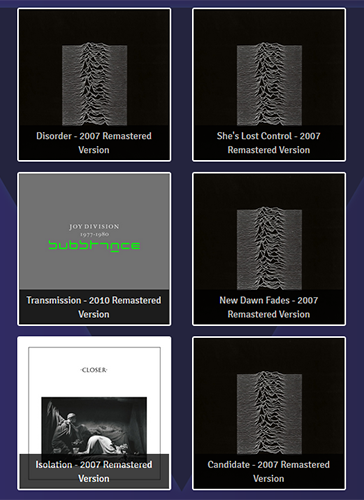 Disorder - 2007 Remastered
Version
She's Lost Control - 2007
Remastered Version
JOY DIVISION
1977-1980
substance
Transmission - 2010 Remastered
Version
New Dawn Fades - 2007
Remastered Version
·CLOSER·
Isolation - 2007 Remastered
Version
Candidate - 2007 Remastered
Version